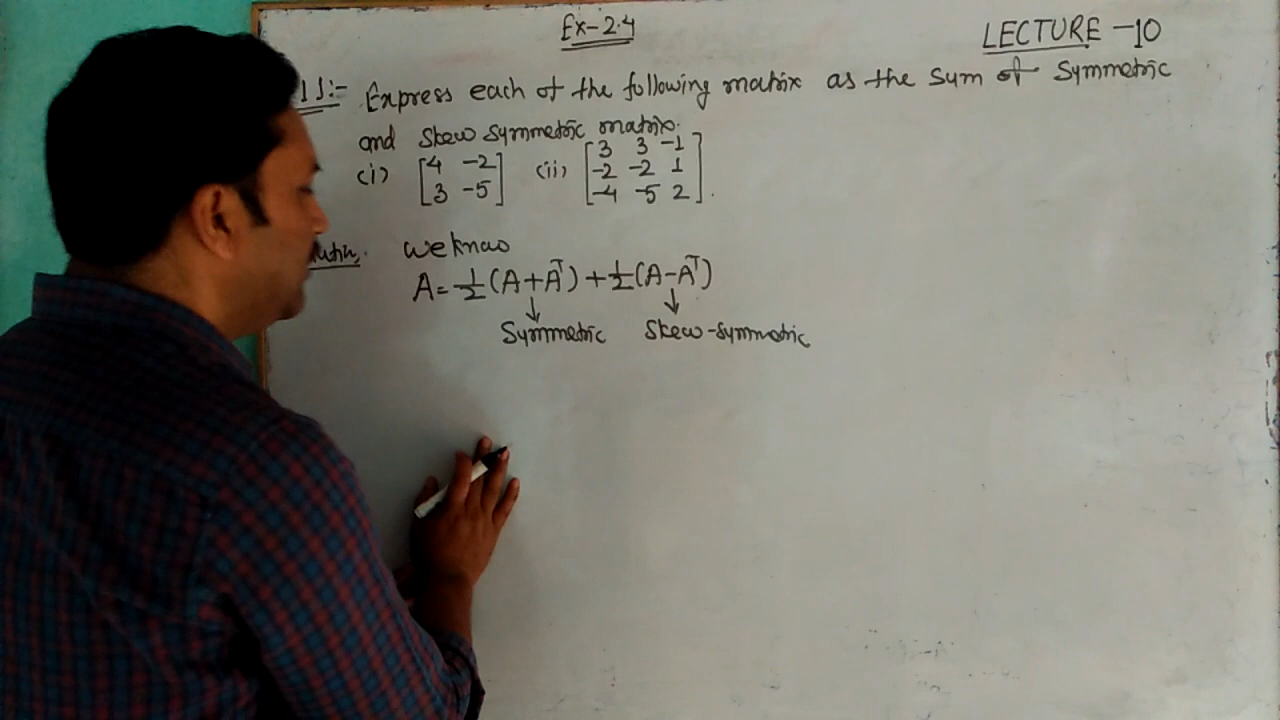 Ex-2.4
LECTURE -10
1):- Express each of the following matrix as the sum of symmetric
and skew symmetric matrix.
(i) [4 -2 (ii) [3 3 -1
3 -5] -2 -2 1
-4 -5 2].
we know
A = 1/2 (A+Aᵀ) + 1/2 (A-Aᵀ)
↓ ↓
Symmetric Skew-symmetric